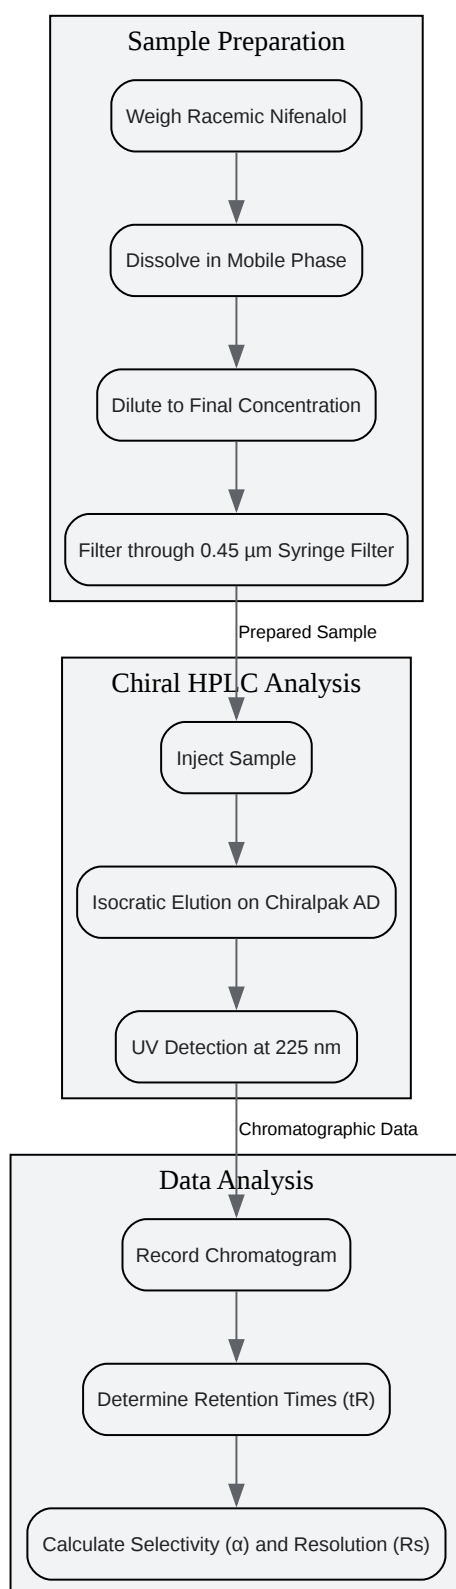 Sample Preparation
Weigh Racemic Nifenalol
Dissolve in Mobile Phase
Dilute to Final Concentration
Filter through 0.45 µm Syringe Filter
Prepared Sample
Chiral HPLC Analysis
Inject Sample
Isocratic Elution on Chiralpak AD
UV Detection at 225 nm
Chromatographic Data
Data Analysis
Record Chromatogram
Determine Retention Times (tR)
Calculate Selectivity (α) and Resolution (Rs)